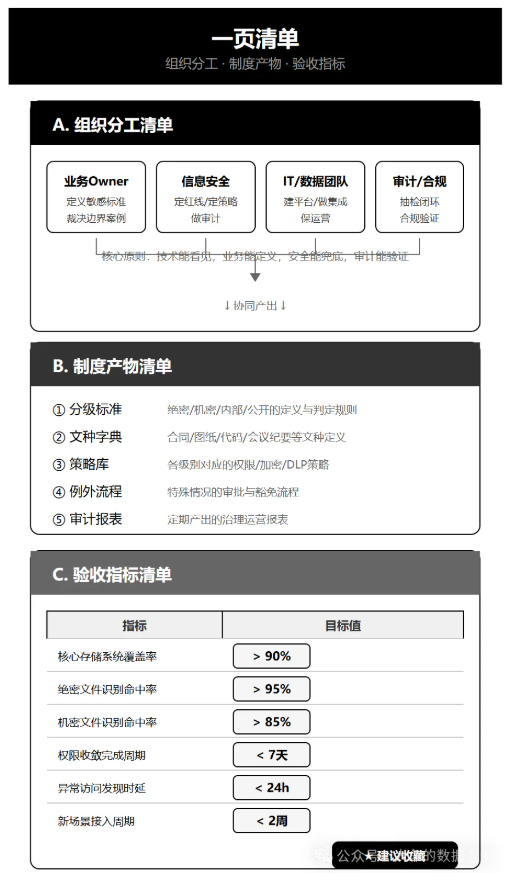 一页清单
组织分工 · 制度产物 · 验收指标
A. 组织分工清单
业务Owner
定义敏感标准
裁决边界案例
信息安全
定红线/定策略
做审计
IT/数据团队
建平台/做集成
保运营
审计/合规
抽检闭环
合规验证
核心原则：技术能看见，业务能定义，安全能兜底，审计能验证
↓协同产出↓
B. 制度产物清单
① 分级标准 绝密/机密/内部/公开的定义与判定规则
② 文种字典 合同/图纸/代码/会议纪要等文种定义
③ 策略库 各级别对应的权限/加密/DLP策略
④ 例外流程 特殊情况的审批与豁免流程
⑤ 审计报表 定期产出的治理运营报表
C. 验收指标清单
指标 目标值
核心存储系统覆盖率 > 90%
绝密文件识别命中率 > 95%
机密文件识别命中率 > 85%
权限收敛完成周期 < 7天
异常访问发现时延 < 24h
新场景接入周期 < 2周
★ 建议收藏
公众号 的数据